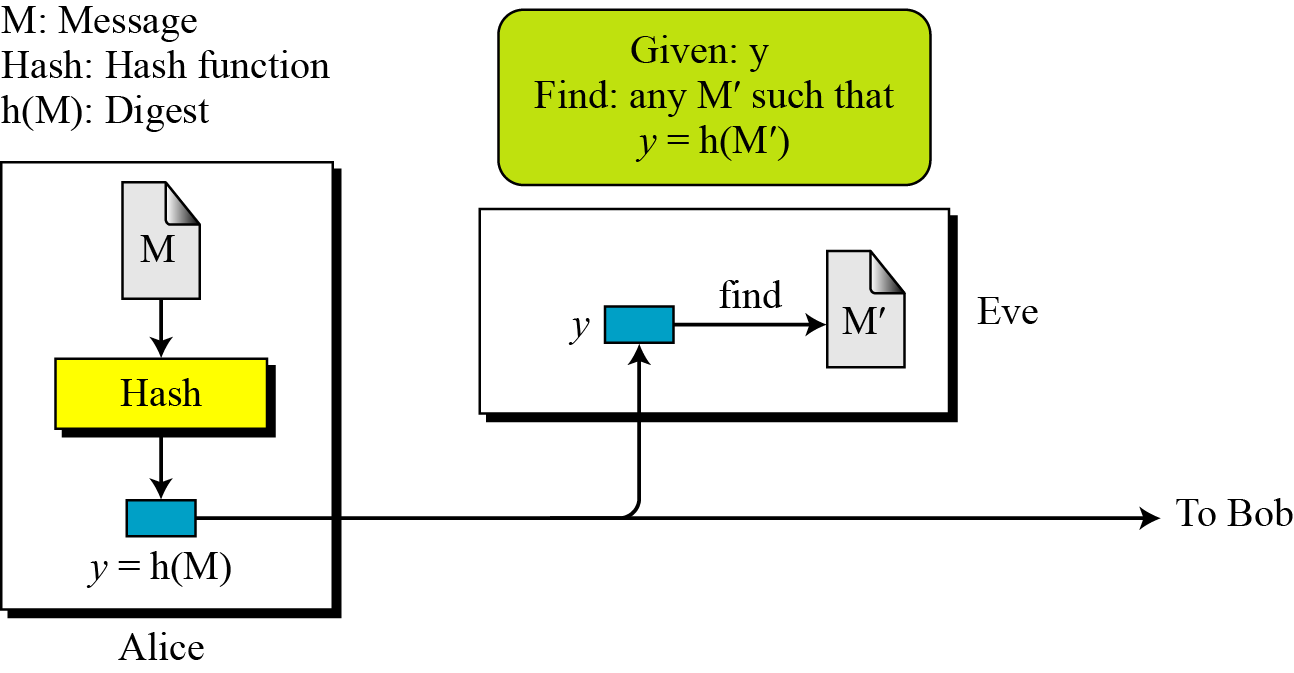 M: Message
Hash: Hash function
h(M): Digest
Given: y
Find: any M′ such that
y = h(M′)
M
Hash
y = h(M)
Alice
y
find
M′
Eve
To Bob